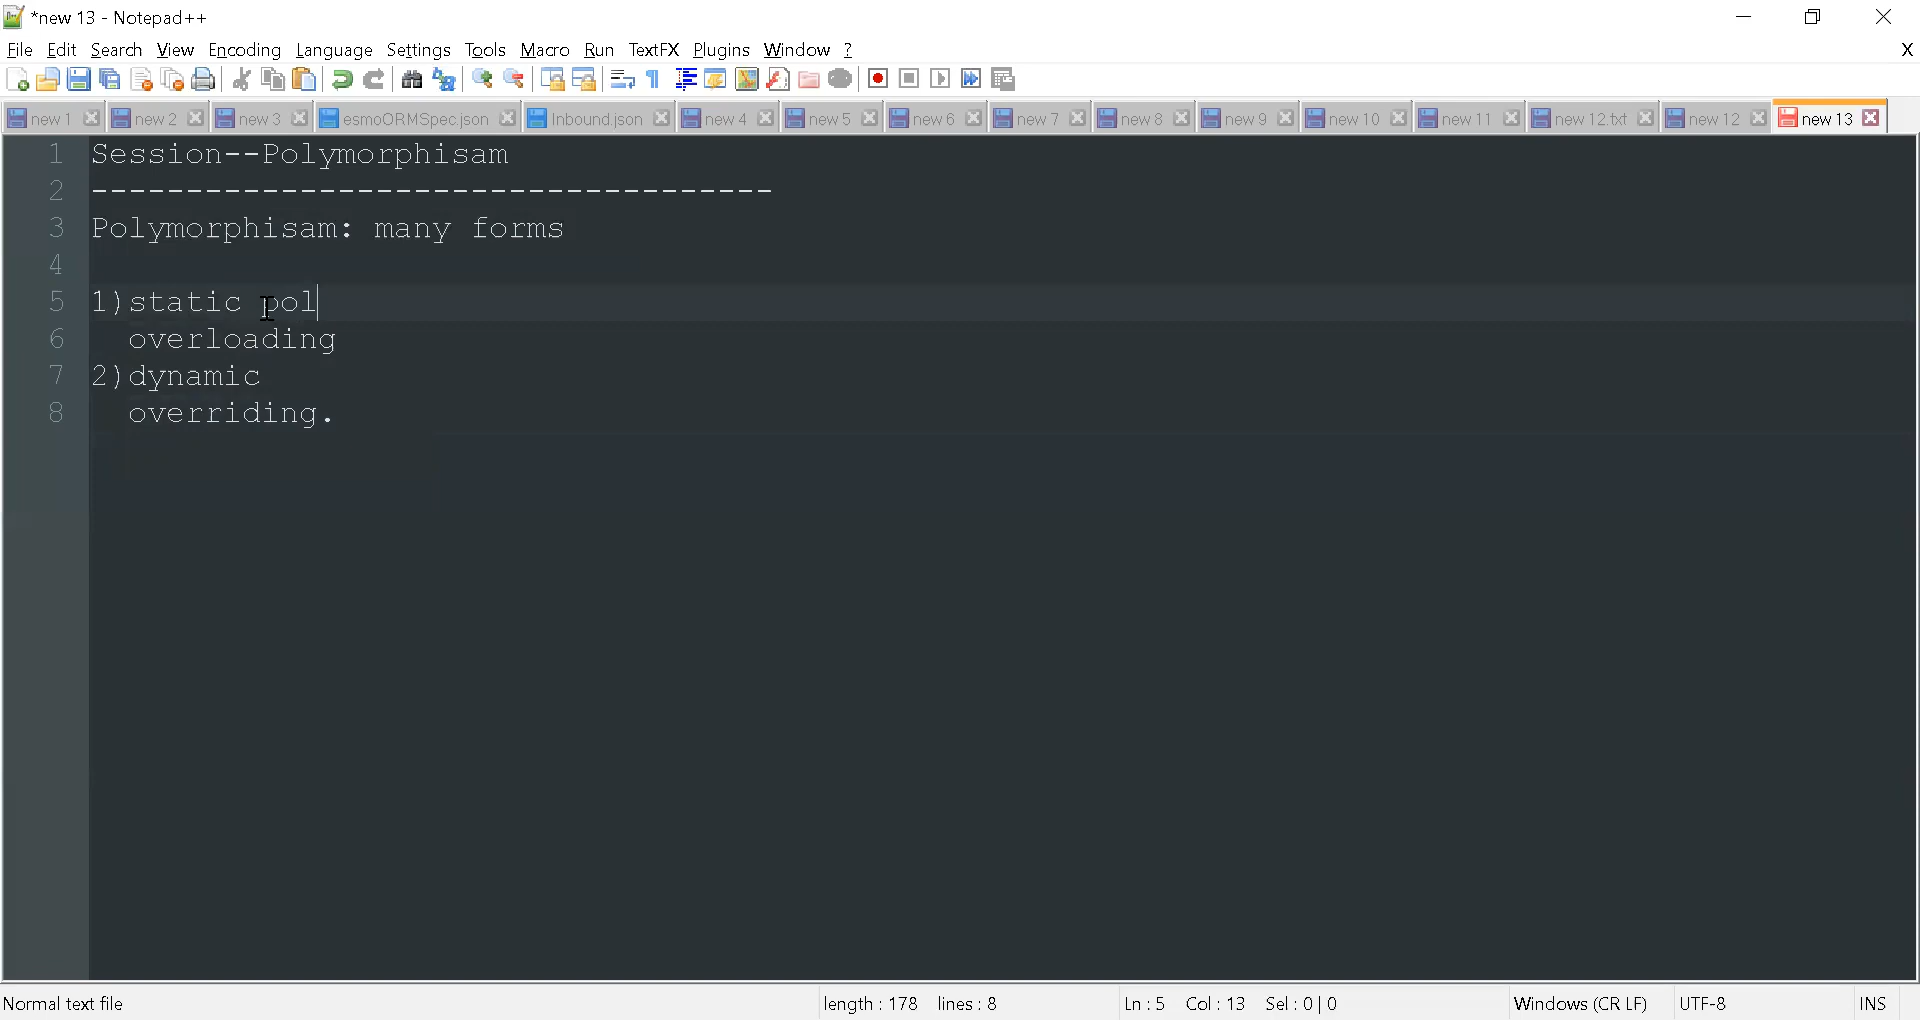 *new 13 - Notepad++
File Edit Search View Encoding Language Settings Tools Macro Run TextFX Plugins Window ? X
new 1 new 2 new 3 esmoORMSpec.json Inbound.json new 4 new 5 new 6 new 7 new 8 new 9 new 10 new 11 new 12.txt new 12 new 13
1 Session--Polymorphisam
2 ------------------------------------
3 Polymorphisam: many forms
4
5 1)static pol
6 overloading
7 2)dynamic
8 overriding.
Normal text file length : 178 lines : 8 Ln : 5 Col : 13 Sel : 0 | 0 Windows (CR LF) UTF-8 INS